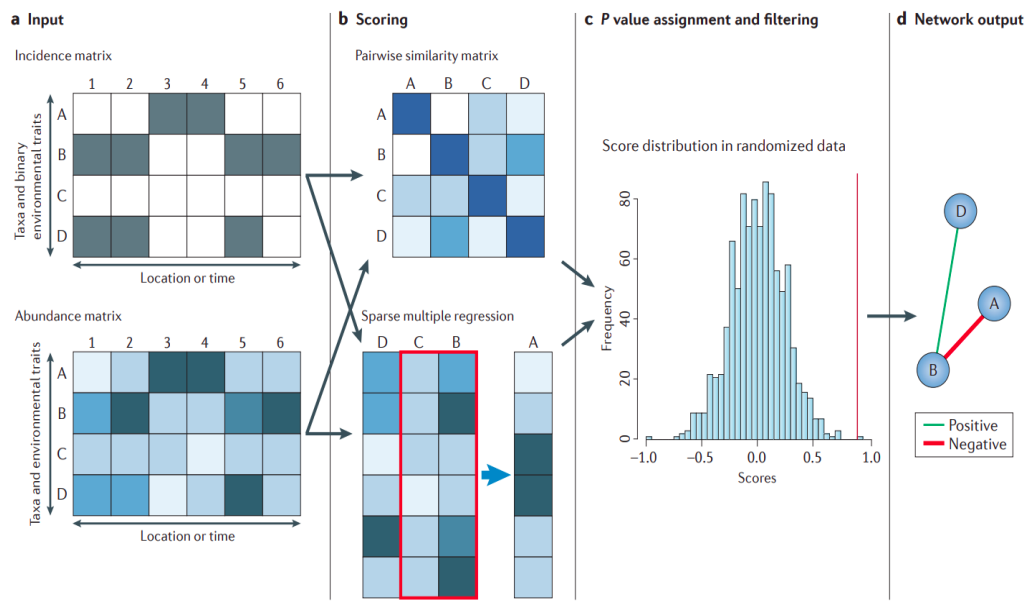 a Input
Incidence matrix
1 2 3 4 5 6
A
B
C
D
Taxa and binary
environmental traits
Location or time
Abundance matrix
1 2 3 4 5 6
A
B
C
D
Taxa and environmental traits
Location or time
b Scoring
Pairwise similarity matrix
A B C D
A
B
C
D
Sparse multiple regression
D C B A
c P value assignment and filtering
Score distribution in randomized data
Frequency
80
60
40
20
0
−1.0 −0.5 0.0 0.5 1.0
Scores
d Network output
D
A
B
Positive
Negative